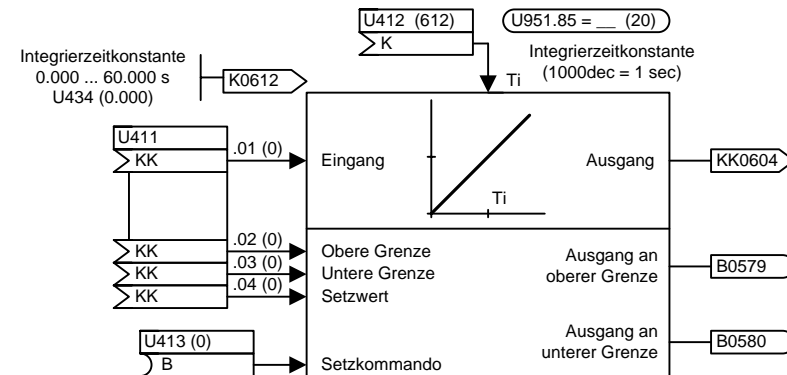 U412 (612)
K
U951.85 = __ (20)
Integrierzeitkonstante
0.000 ... 60.000 s
U434 (0.000)
K0612
Integrierzeitkonstante
(1000dec = 1 sec)
Ti
U411
KK
.01 (0)
Eingang
Ti
Ausgang
KK0604
KK
.02 (0)
Obere Grenze
KK
.03 (0)
Untere Grenze
KK
.04 (0)
Setzwert
Ausgang an
oberer Grenze
B0579
Ausgang an
unterer Grenze
B0580
U413 (0)
B
Setzkommando